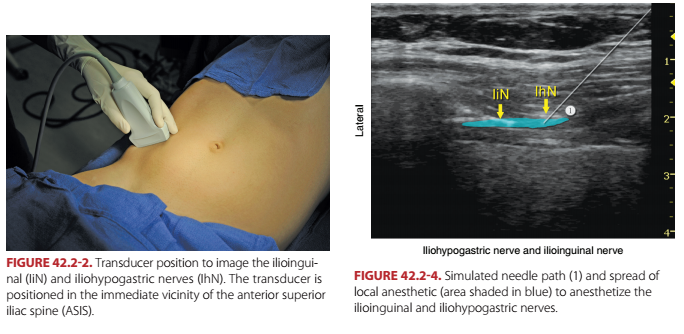 FIGURE 42.2-2. Transducer position to image the ilioingui-
nal (IiN) and iliohypogastric nerves (IhN). The transducer is
positioned in the immediate vicinity of the anterior superior
iliac spine (ASIS).
Lateral
IiN
IhN
1
1
2
3
4
Iliohypogastric nerve and ilioinguinal nerve
FIGURE 42.2-4. Simulated needle path (1) and spread of
local anesthetic (area shaded in blue) to anesthetize the
ilioinguinal and iliohypogastric nerves.